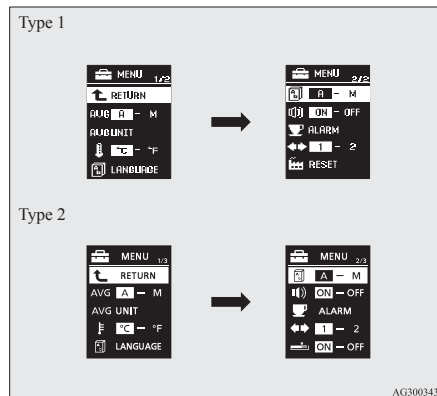 Type 1
MENU 1/2
RETURN
AVG A - M
AVG UNIT
°C - °F
LANGUAGE
MENU 2/2
A - M
ON - OFF
ALARM
1 - 2
RESET
Type 2
MENU 1/3
RETURN
AVG A - M
AVG UNIT
°C - °F
LANGUAGE
MENU 2/3
A - M
ON - OFF
ALARM
1 - 2
ON - OFF
AG300343